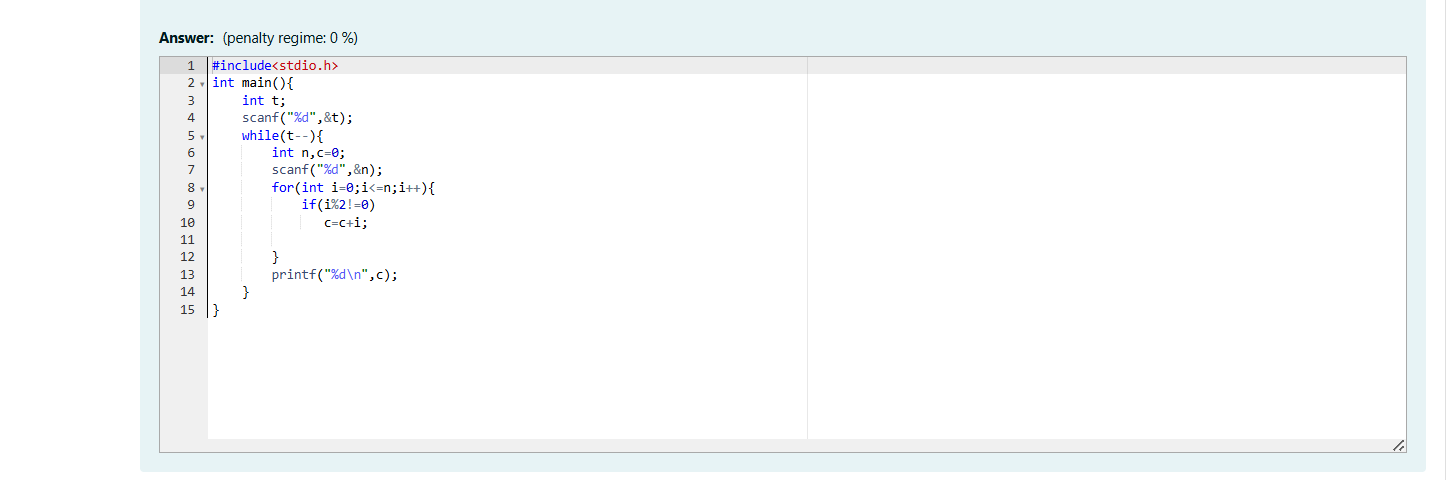 Answer: (penalty regime: 0 %)
1 #include<stdio.h>
2 int main(){
3     int t;
4     scanf("%d",&t);
5     while(t--){
6         int n,c=0;
7         scanf("%d",&n);
8         for(int i=0;i<=n;i++){
9             if(i%2!=0)
10                c=c+i;
11
12         }
13         printf("%d\n",c);
14     }
15 }